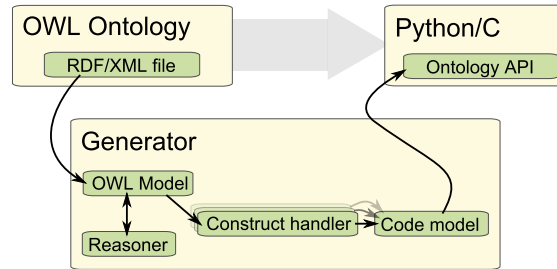 OWL Ontology
RDF/XML file
Python/C
Ontology API
Generator
OWL Model
Reasoner
Construct handler
Code model